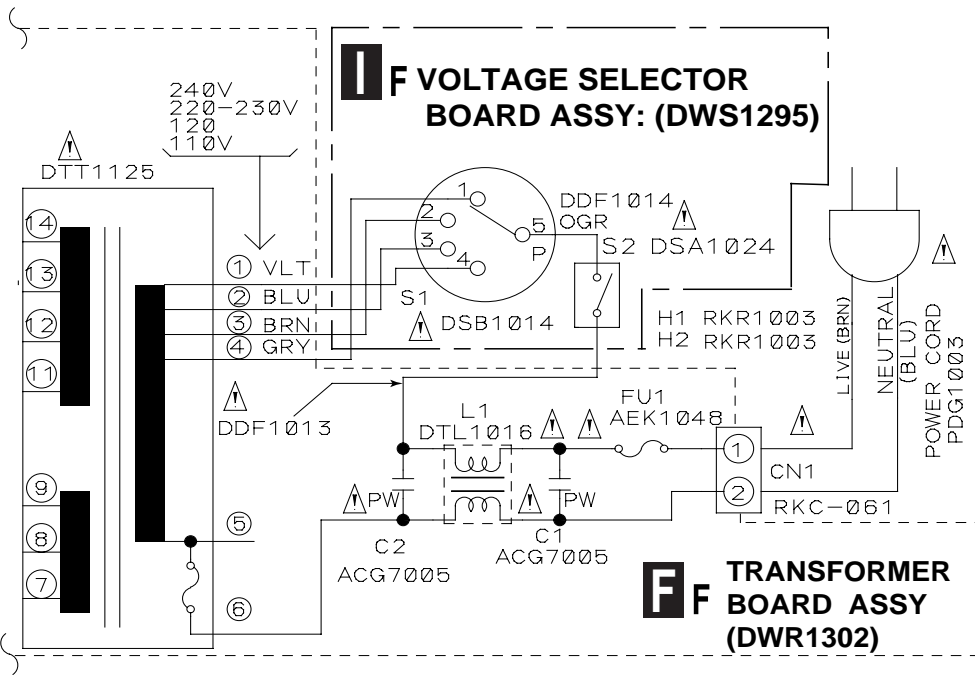 I F VOLTAGE SELECTOR
BOARD ASSY: (DWS1295)
240V
220-230V
120
110V
! DTT1125
14
13
12
11
9
8
7
1 VLT
2 BLU
3 BRN
4 GRY
5
6
1
2
3
4
5
P
DDF1014
OGR
!
S2 DSA1024
S1
! DSB1014
H1 RKR1003
H2 RKR1003
!
DDF1013
L1
DTL1016
!
!
FU1
AEK1048
!
PW
!
PW
C2
ACG7005
C1
ACG7005
1
2
CN1
RKC-061
!
LIVE(BRN)
NEUTRAL
(BLU)
!
POWER CORD
PDG1003
F F TRANSFORMER
BOARD ASSY
(DWR1302)